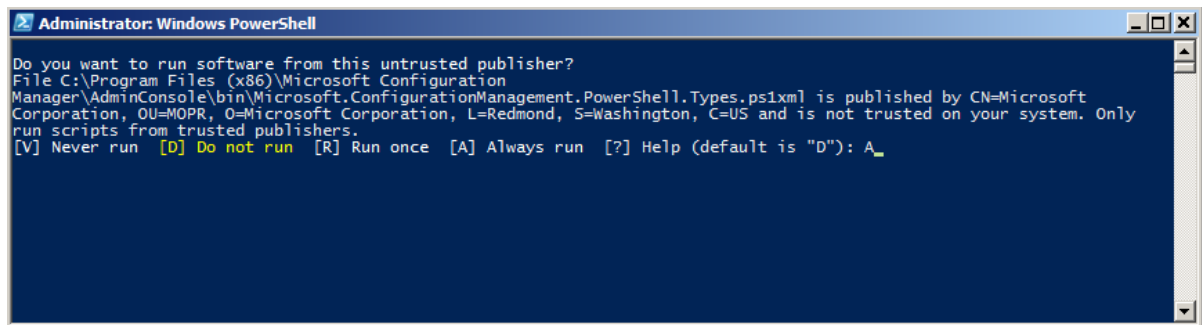 Administrator: Windows PowerShell
Do you want to run software from this untrusted publisher?
File C:\Program Files (x86)\Microsoft Configuration
Manager\AdminConsole\bin\Microsoft.ConfigurationManagement.PowerShell.Types.ps1xml is published by CN=Microsoft
Corporation, OU=MOPR, O=Microsoft Corporation, L=Redmond, S=Washington, C=US and is not trusted on your system. Only
run scripts from trusted publishers.
[V] Never run  [D] Do not run  [R] Run once  [A] Always run  [?] Help (default is "D"): A_